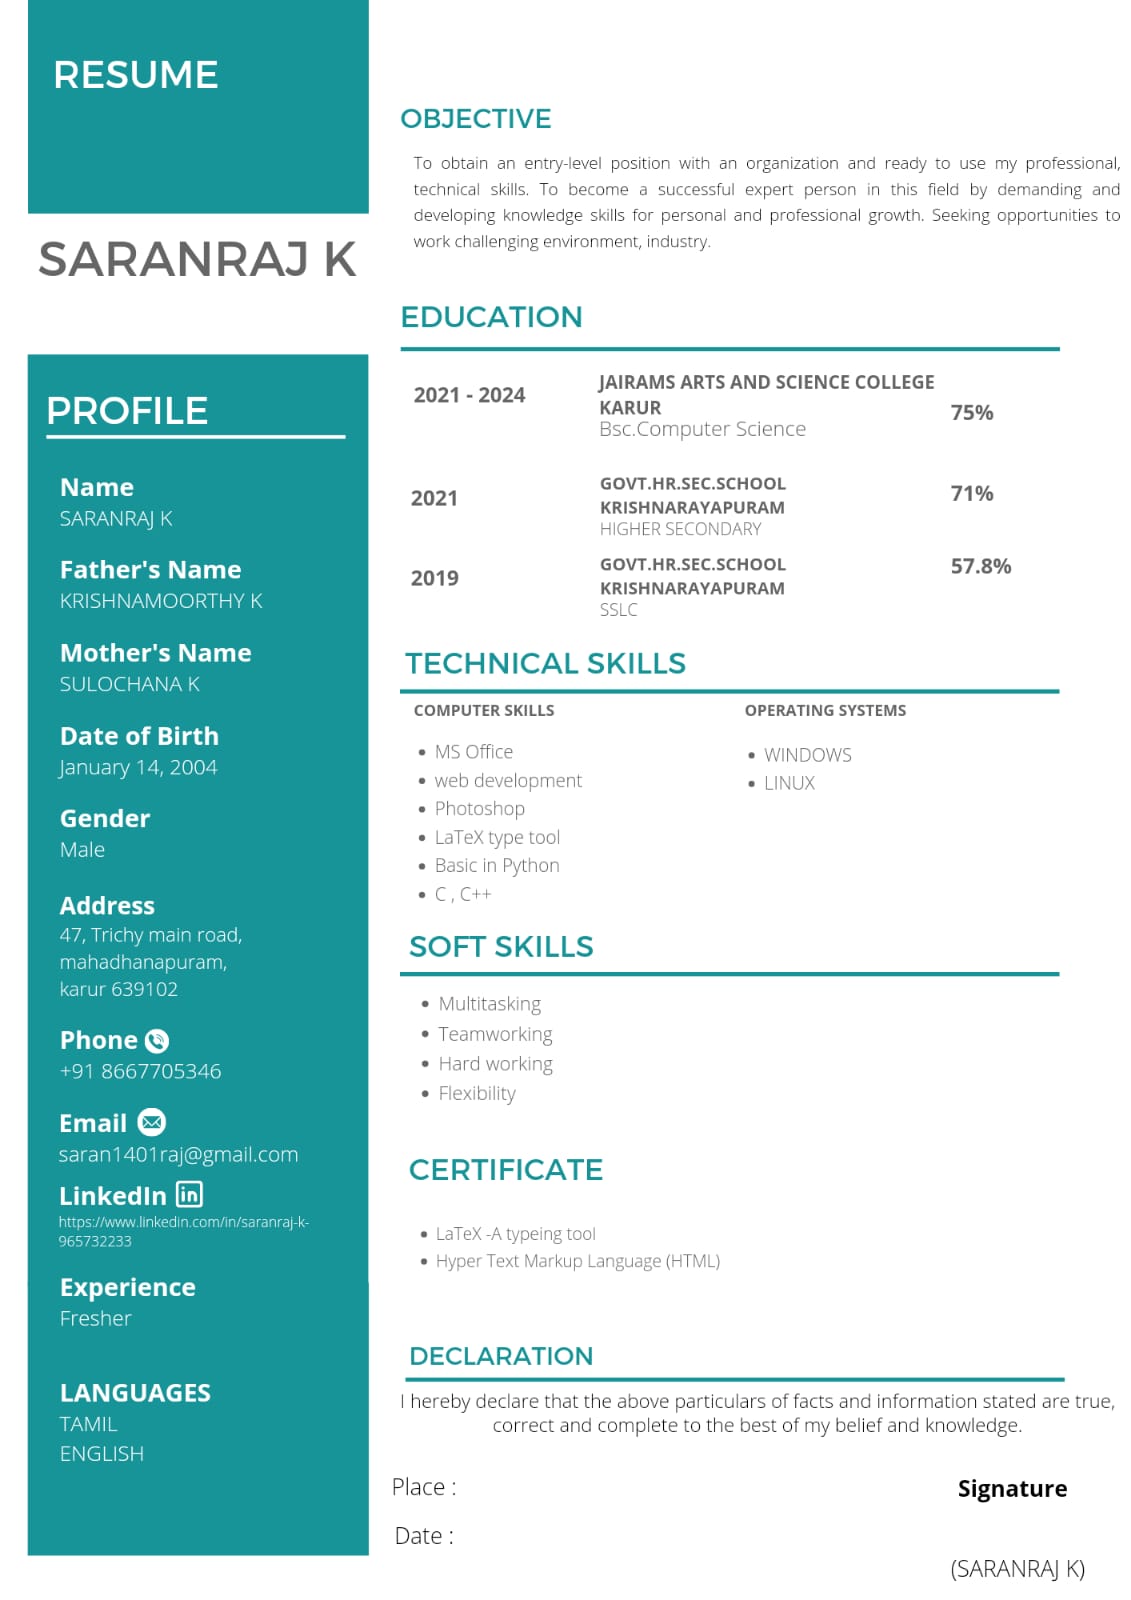 RESUME
SARANRAJ K
PROFILE
Name
SARANRAJ K
Father's Name
KRISHNAMOORTHY K
Mother's Name
SULOCHANA K
Date of Birth
January 14, 2004
Gender
Male
Address
47, Trichy main road,
mahadhanapuram,
karur 639102
Phone
+91 8667705346
Email
saran1401raj@gmail.com
LinkedIn
https://www.linkedin.com/in/saranraj-k-
965732233
Experience
Fresher
LANGUAGES
TAMIL
ENGLISH
OBJECTIVE
To obtain an entry-level position with an organization and ready to use my professional,
technical skills. To become a successful expert person in this field by demanding and
developing knowledge skills for personal and professional growth. Seeking opportunities to
work challenging environment, industry.
EDUCATION
2021 - 2024
JAIRAMS ARTS AND SCIENCE COLLEGE
KARUR
Bsc.Computer Science
75%
2021
GOVT.HR.SEC.SCHOOL
KRISHNARAYAPURAM
HIGHER SECONDARY
71%
2019
GOVT.HR.SEC.SCHOOL
KRISHNARAYAPURAM
SSLC
57.8%
TECHNICAL SKILLS
COMPUTER SKILLS
• MS Office
• web development
• Photoshop
• LaTeX type tool
• Basic in Python
• C , C++
OPERATING SYSTEMS
• WINDOWS
• LINUX
SOFT SKILLS
• Multitasking
• Teamworking
• Hard working
• Flexibility
CERTIFICATE
• LaTeX -A typeing tool
• Hyper Text Markup Language (HTML)
DECLARATION
I hereby declare that the above particulars of facts and information stated are true,
correct and complete to the best of my belief and knowledge.
Place :
Signature
Date :
(SARANRAJ K)